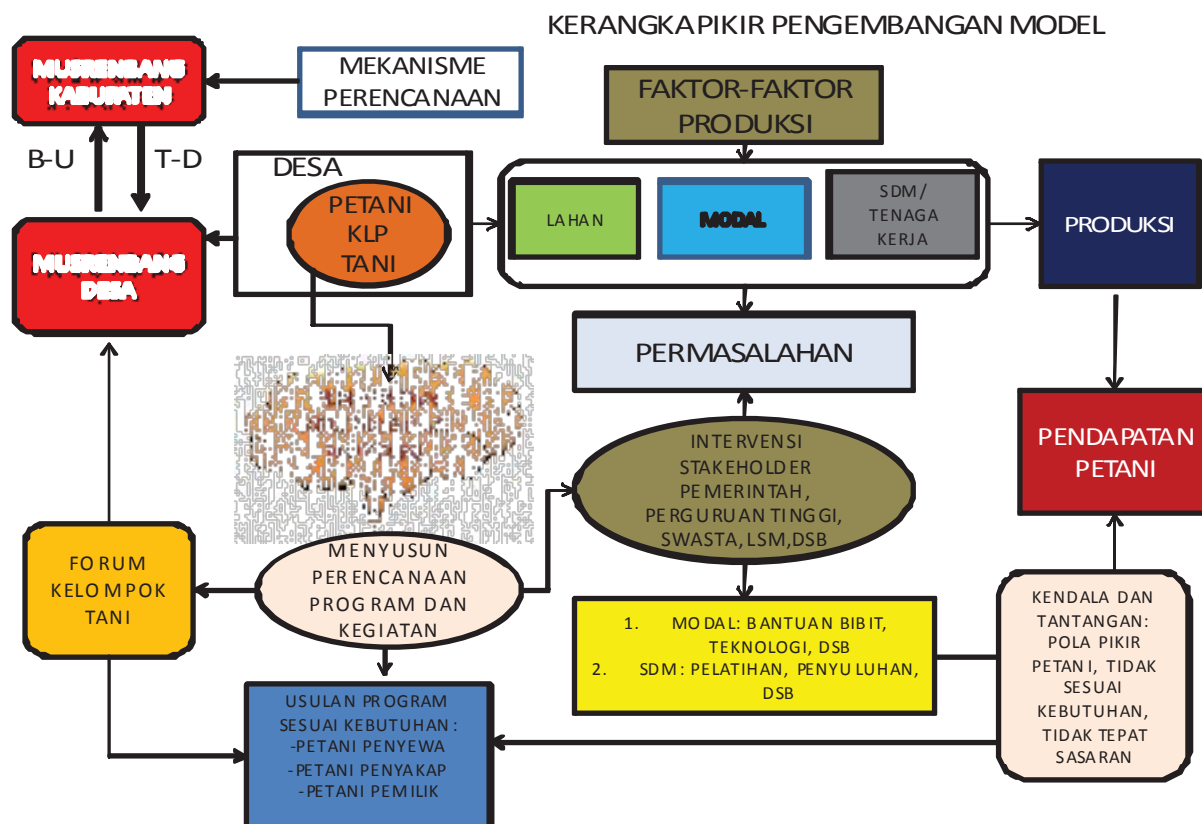 KERANGKA PIKIR PENGEMBANGAN MODEL
MUSRENBANG
KABUPATEN
MEKANISME
PERENCANAAN
FAKTOR-FAKTOR
PRODUKSI
B-U
T-D
DESA
PETANI
KLP
TANI
LAHAN
MODAL
SDM/
TENAGA
KERJA
PRODUKSI
MUSRENBANG
DESA
PERMASALAHAN
INTERVENSI
STAKEHOLDER
PEMERINTAH,
PERGURUAN TINGGI,
SWASTA, LSM,DSB
PENDAPATAN
PETANI
FORUM
KELOMPOK
TANI
MENYUSUN
PERENCANAAN
PROGRAM DAN
KEGIATAN
1. MODAL: BANTUAN BIBIT,
TEKNOLOGI, DSB
2. SDM: PELATIHAN, PENYULUHAN,
DSB
KENDALA DAN
TANTANGAN:
POLA PIKIR
PETANI, TIDAK
SESUAI
KEBUTUHAN,
TIDAK TEPAT
SASARAN
USULAN PROGRAM
SESUAI KEBUTUHAN :
-PETANI PENYEWA
-PETANI PENYAKAP
-PETANI PEMILIK